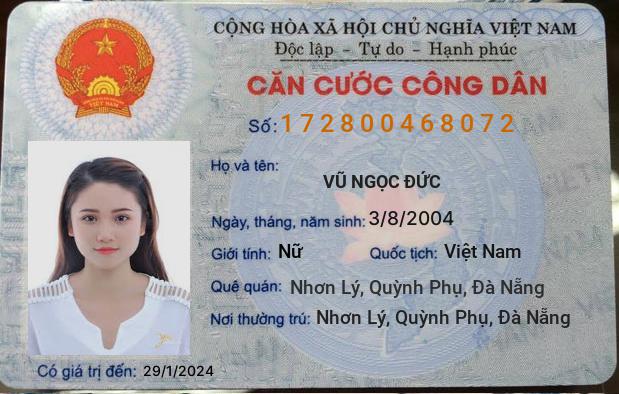 CỘNG HÒA XÃ HỘI CHỦ NGHĨA VIỆT NAM
Độc lập - Tự do - Hạnh phúc
CĂN CƯỚC CÔNG DÂN
Số: 172800468072
Họ và tên:
VŨ NGỌC ĐỨC
Ngày, tháng, năm sinh: 3/8/2004
Giới tính: Nữ Quốc tịch: Việt Nam
Quê quán: Nhơn Lý, Quỳnh Phụ, Đà Nẵng
Nơi thường trú: Nhơn Lý, Quỳnh Phụ, Đà Nẵng
Có giá trị đến: 29/1/2024
VIỆT NAM